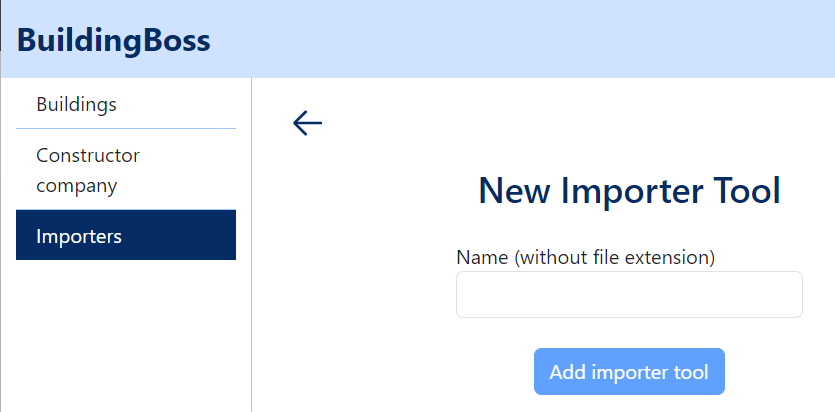 BuildingBoss
Buildings
Constructor
company
Importers
New Importer Tool
Name (without file extension)
Add importer tool